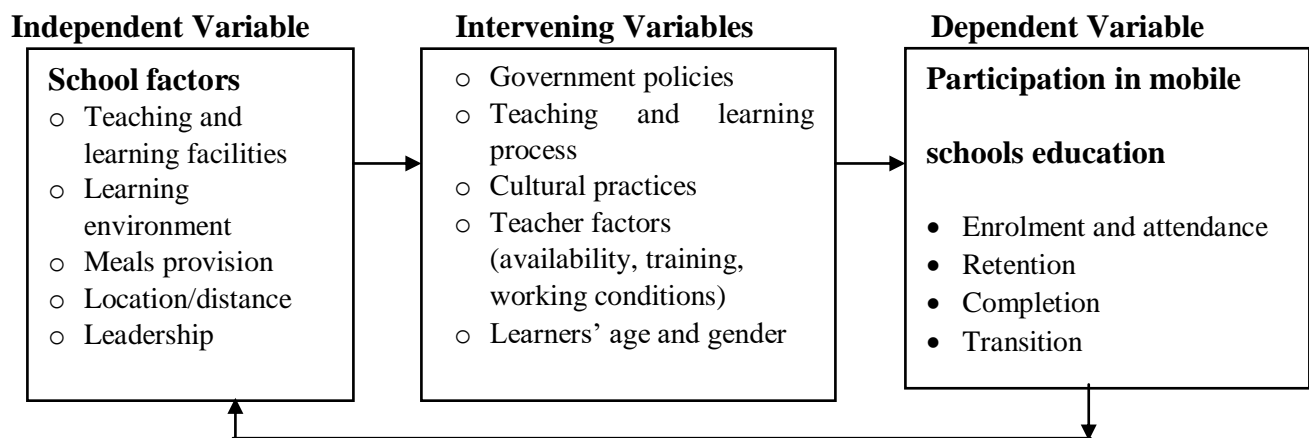 Independent Variable
School factors
o Teaching and
learning facilities
o Learning
environment
o Meals provision
o Location/distance
o Leadership
Intervening Variables
o Government policies
o Teaching and learning
process
o Cultural practices
o Teacher factors
(availability, training,
working conditions)
o Learners’ age and gender
Dependent Variable
Participation in mobile
schools education
• Enrolment and attendance
• Retention
• Completion
• Transition